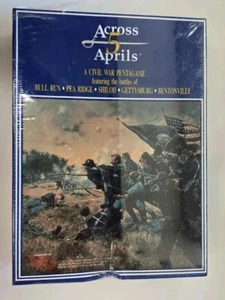 Across
5
Aprils
A CIVIL WAR PENTAGAME
featuring the battles of
BULL RUN • PEA RIDGE • SHILOH • GETTYSBURG • BENTONVILLE